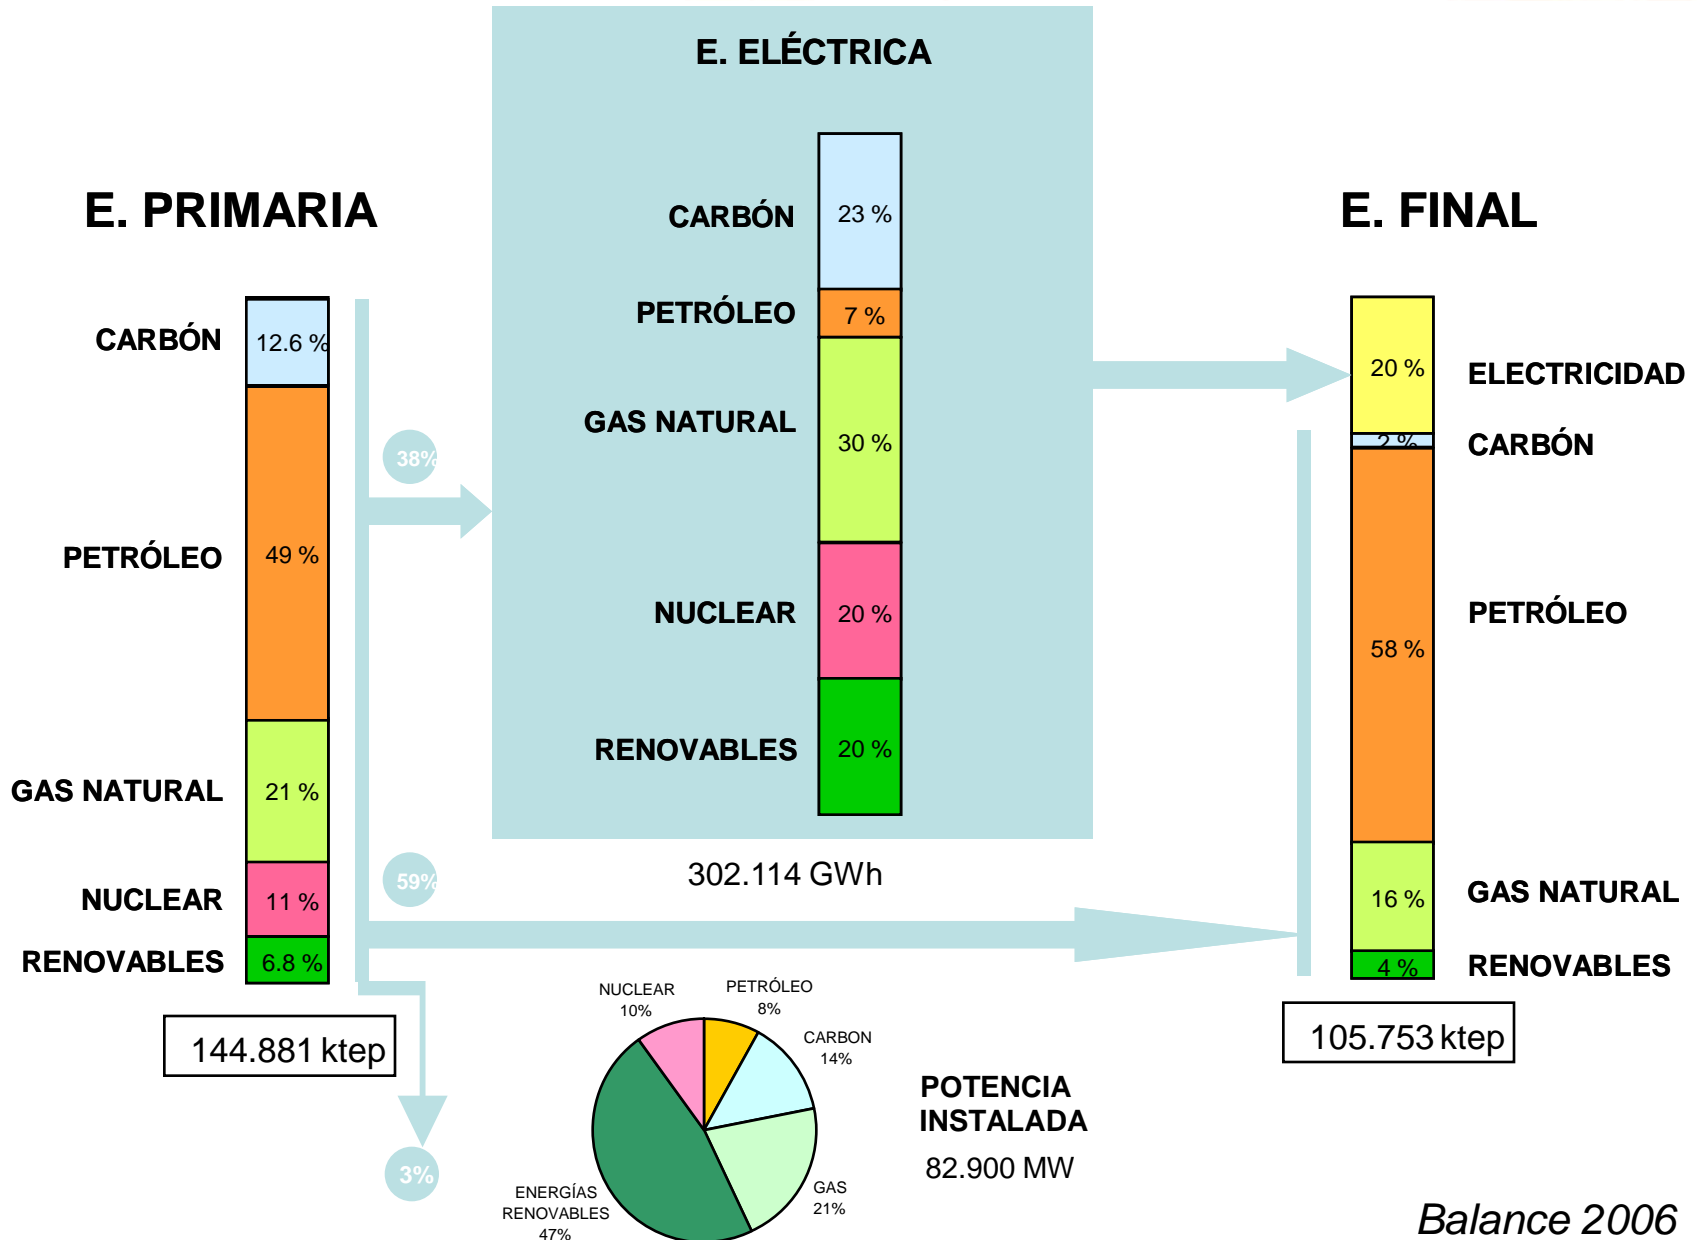 E. ELÉCTRICA
CARBÓN
23 %
PETRÓLEO
7 %
GAS NATURAL
30 %
NUCLEAR
20 %
RENOVABLES
20 %
302.114 GWh
E. PRIMARIA
CARBÓN
12.6 %
PETRÓLEO
49 %
GAS NATURAL
21 %
NUCLEAR
11 %
RENOVABLES
6.8 %
144.881 ktep
38%
59%
3%
E. FINAL
20 %
ELECTRICIDAD
2 %
CARBÓN
58 %
PETRÓLEO
16 %
GAS NATURAL
4 %
RENOVABLES
105.753 ktep
NUCLEAR
10%
PETRÓLEO
8%
CARBON
14%
GAS
21%
ENERGÍAS
RENOVABLES
47%
POTENCIA
INSTALADA
82.900 MW
Balance 2006